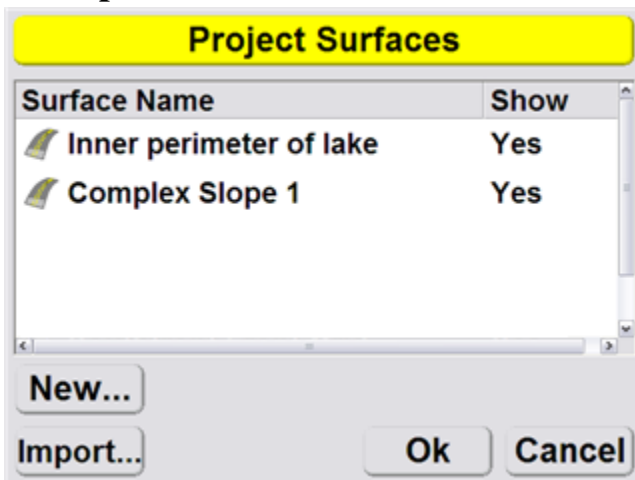 Project Surfaces
Surface Name Show
Inner perimeter of lake Yes
Complex Slope 1 Yes
New...
Import... Ok Cancel